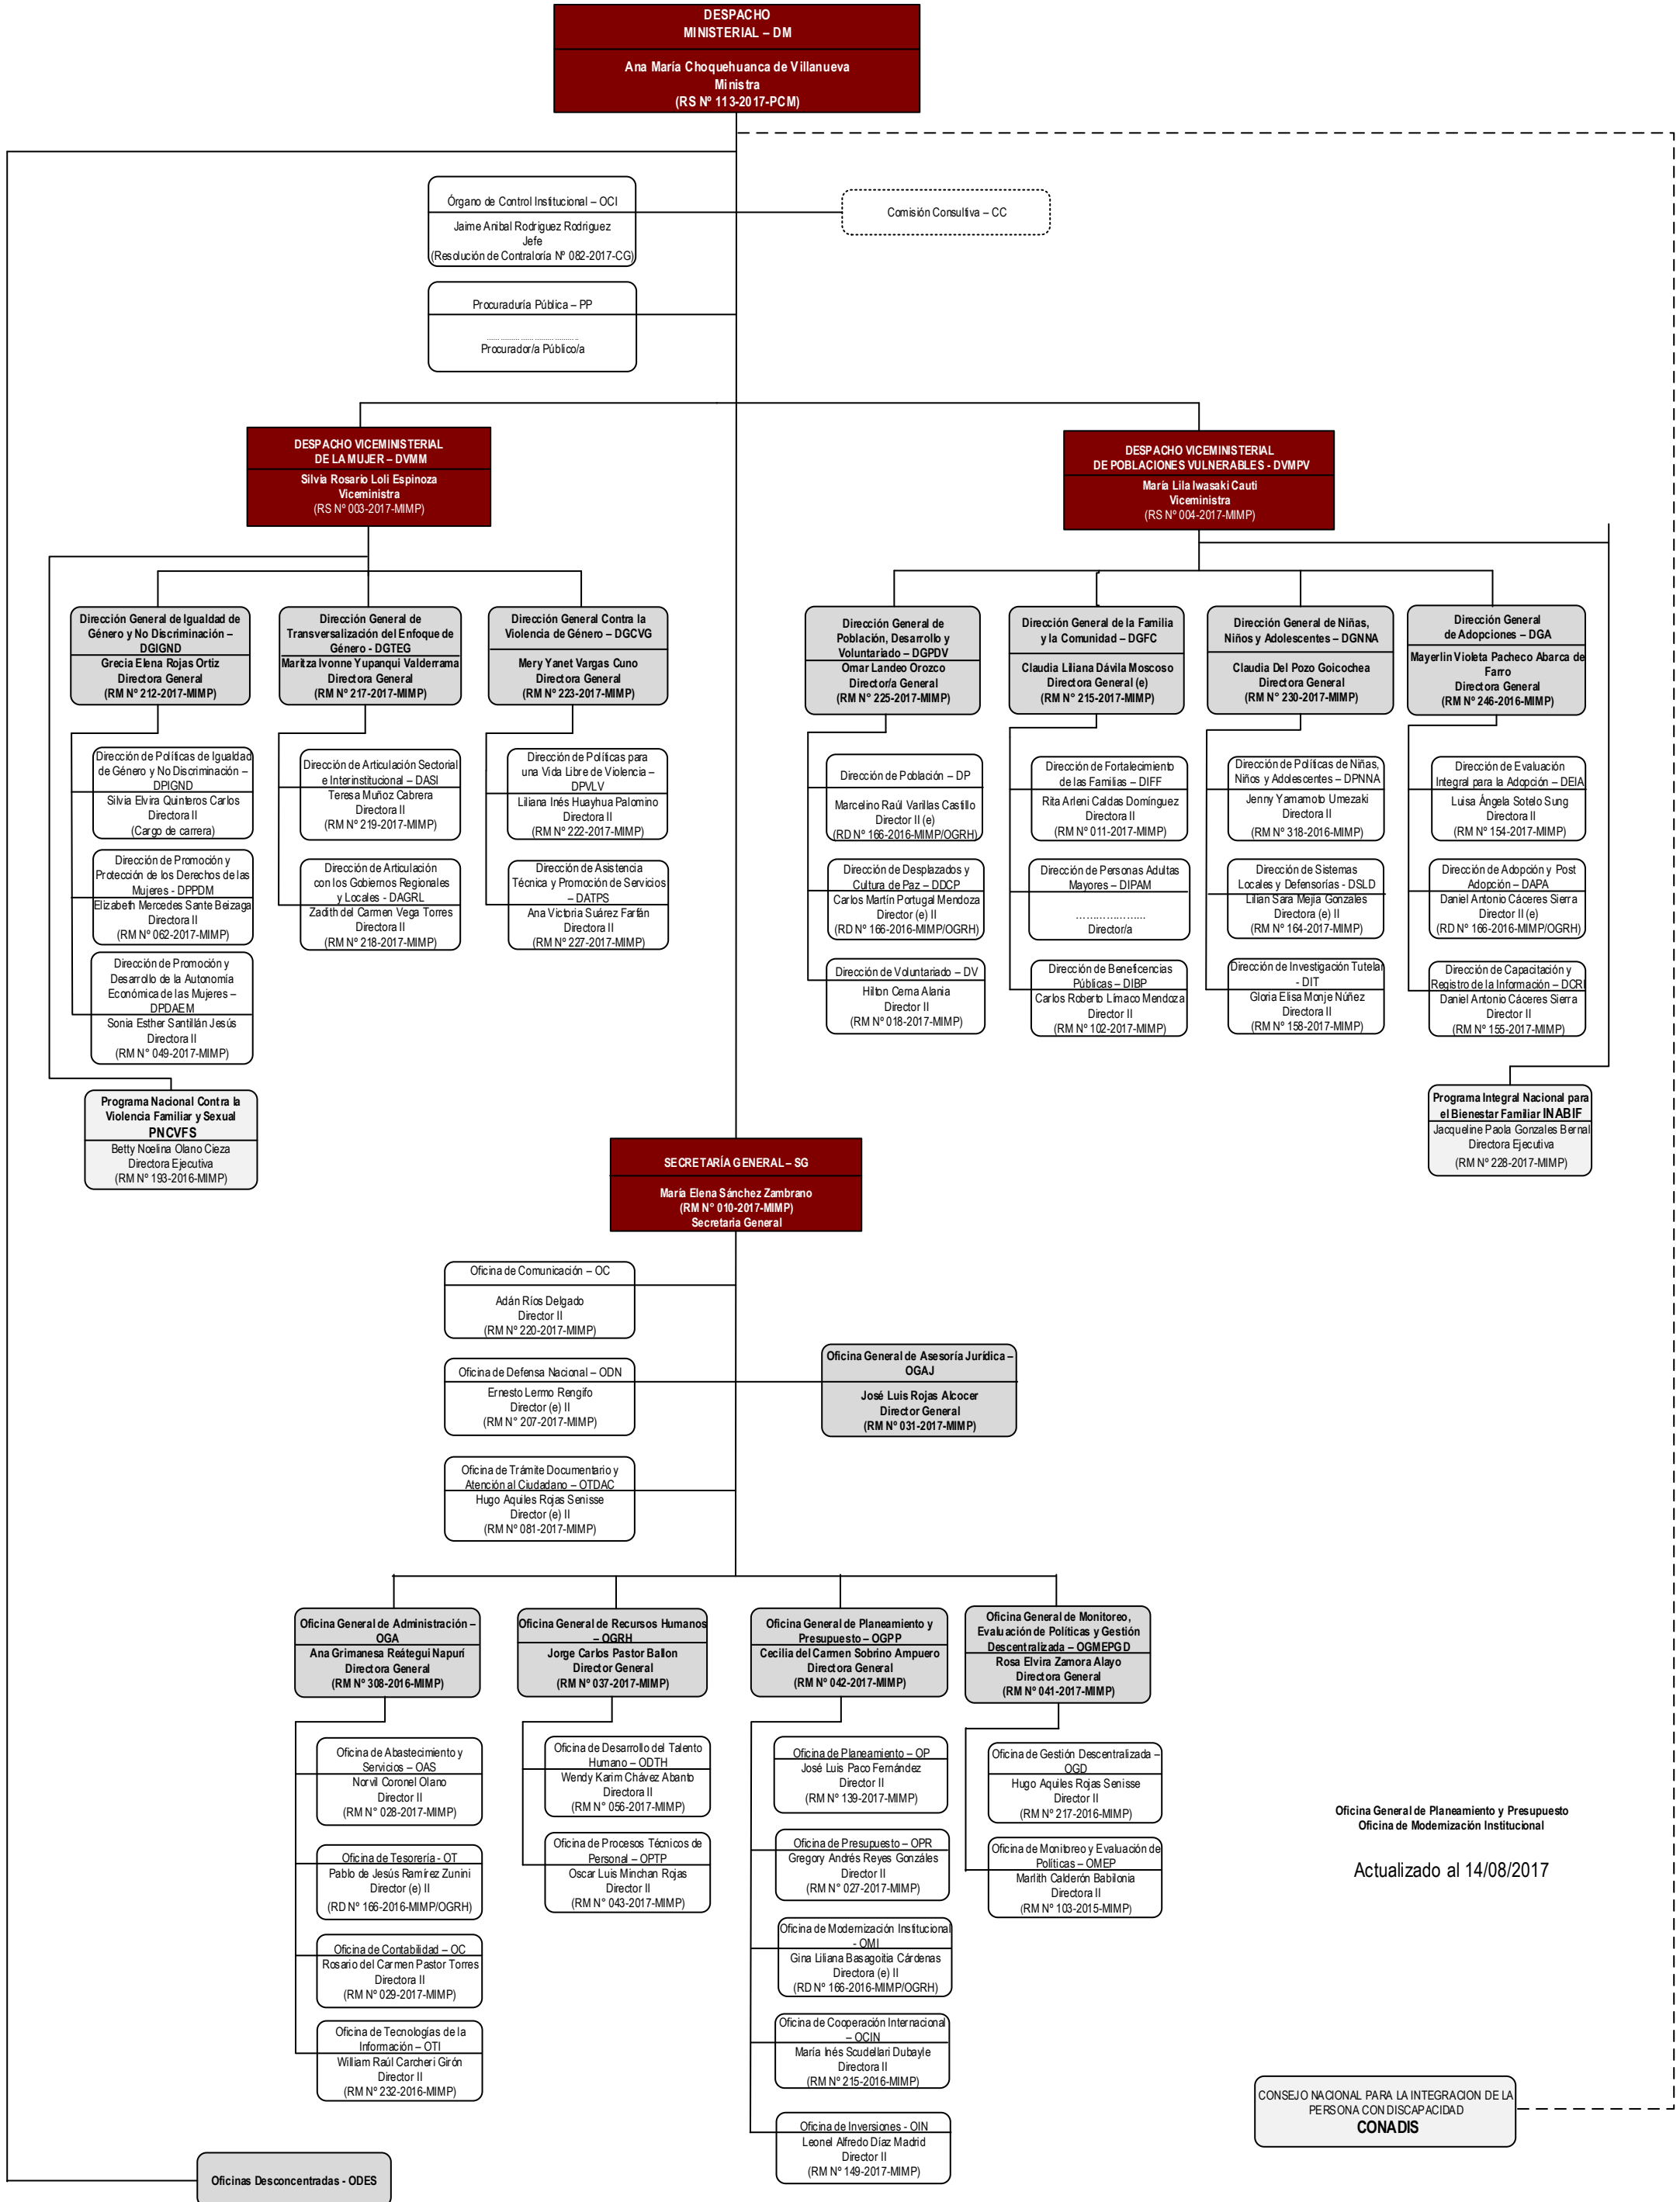 DESPACHO
MINISTERIAL – DM
Ana María Choquehuanca de Villanueva
Ministra
(RS Nº 113-2017-PCM)
Órgano de Control Institucional – OCI
Jaime Anibal Rodriguez Rodriguez
Jefe
(Resolución de Contraloría Nº 082-2017-CG)
Comisión Consultiva – CC
Procuraduría Pública – PP
........................................
Procurador/a Público/a
DESPACHO VICEMINISTERIAL
DE LA MUJER – DVMM
Silvia Rosario Loli Espinoza
Viceministra
(RS Nº 003-2017-MIMP)
DESPACHO VICEMINISTERIAL
DE POBLACIONES VULNERABLES - DVMPV
María Lila Iwasaki Cauti
Viceministra
(RS Nº 004-2017-MIMP)
Dirección General de Igualdad de
Género y No Discriminación –
DGIGND
Grecia Elena Rojas Ortiz
Directora General
(RM Nº 212-2017-MIMP)
Dirección General de
Transversalización del Enfoque de
Género - DGTEG
Maritza Ivonne Yupanqui Valderrama
Directora General
(RM Nº 217-2017-MIMP)
Dirección General Contra la
Violencia de Género – DGCVG
Mery Yanet Vargas Cuno
Directora General
(RM Nº 223-2017-MIMP)
Dirección General de
Población, Desarrollo y
Voluntariado – DGPDV
Omar Landeo Orozco
Director/a General
(RM N° 225-2017-MIMP)
Dirección General de la Familia
y la Comunidad – DGFC
Claudia Liliana Dávila Moscoso
Directora General (e)
(RM N° 215-2017-MIMP)
Dirección General de Niñas,
Niños y Adolescentes – DGNNA
Claudia Del Pozo Goicochea
Directora General
(RM N° 230-2017-MIMP)
Dirección General
de Adopciones – DGA
Mayerlin Violeta Pacheco Abarca de
Farro
Directora General
(RM Nº 246-2016-MIMP)
Dirección de Políticas de Igualdad
de Género y No Discriminación –
DPIGND
Silvia Elvira Quinteros Carlos
Directora II
(Cargo de carrera)
Dirección de Articulación Sectorial
e Interinstitucional – DASI
Teresa Muñoz Cabrera
Directora II
(RM Nº 219-2017-MIMP)
Dirección de Políticas para
una Vida Libre de Violencia –
DPVLV
Liliana Inés Huayhua Palomino
Directora II
(RM Nº 222-2017-MIMP)
Dirección de Población – DP
Marcelino Raúl Varillas Castillo
Director II (e)
(RD Nº 166-2016-MIMP/OGRH)
Dirección de Fortalecimiento
de las Familias – DIFF
Rita Arleni Caldas Domínguez
Directora II
(RM N° 011-2017-MIMP)
Dirección de Políticas de Niñas,
Niños y Adolescentes – DPNNA
Jenny Yamamoto Umezaki
Directora II
(RM Nº 318-2016-MIMP)
Dirección de Evaluación
Integral para la Adopción – DEIA
Luisa Ángela Sotelo Sung
Directora II
(RM Nº 154-2017-MIMP)
Dirección de Promoción y
Protección de los Derechos de las
Mujeres - DPPDM
Elizabeth Mercedes Sante Beizaga
Directora II
(RM Nº 062-2017-MIMP)
Dirección de Articulación
con los Gobiernos Regionales
y Locales - DAGRL
Zadith del Carmen Vega Torres
Directora II
(RM Nº 218-2017-MIMP)
Dirección de Asistencia
Técnica y Promoción de Servicios
– DATPS
Ana Victoria Suárez Farfán
Directora II
(RM Nº 227-2017-MIMP)
Dirección de Desplazados y
Cultura de Paz – DDCP
Carlos Martín Portugal Mendoza
Director (e) II
(RD Nº 166-2016-MIMP/OGRH)
Dirección de Personas Adultas
Mayores – DIPAM
.....................
Director/a
Dirección de Sistemas
Locales y Defensorías - DSLD
Lilian Sara Mejía Gonzales
Directora (e) II
(RM Nº 164-2017-MIMP)
Dirección de Adopción y Post
Adopción – DAPA
Daniel Antonio Cáceres Sierra
Director II (e)
(RD Nº 166-2016-MIMP/OGRH)
Dirección de Promoción y
Desarrollo de la Autonomía
Económica de las Mujeres –
DPDAEM
Sonia Esther Santillán Jesús
Directora II
(RM N° 049-2017-MIMP)
Dirección de Voluntariado – DV
Hilton Cerna Alania
Director II
(RM Nº 018-2017-MIMP)
Dirección de Beneficencias
Públicas – DIBP
Carlos Roberto Límaco Mendoza
Director II
(RM N° 102-2017-MIMP)
Dirección de Investigación Tutelar
- DIT
Gloria Elisa Monje Núñez
Directora II
(RM Nº 158-2017-MIMP)
Dirección de Capacitación y
Registro de la Información – DCRI
Daniel Antonio Cáceres Sierra
Director II
(RM Nº 155-2017-MIMP)
Programa Nacional Contra la
Violencia Familiar y Sexual
PNCVFS
Betty Noelina Olano Cieza
Directora Ejecutiva
(RM Nº 193-2016-MIMP)
Programa Integral Nacional para
el Bienestar Familiar INABIF
Jacqueline Paola Gonzales Bernal
Directora Ejecutiva
(RM Nº 228-2017-MIMP)
SECRETARÍA GENERAL – SG
María Elena Sánchez Zambrano
(RM N° 010-2017-MIMP)
Secretaria General
Oficina de Comunicación – OC
Adán Ríos Delgado
Director II
(RM Nº 220-2017-MIMP)
Oficina de Defensa Nacional – ODN
Ernesto Lermo Rengifo
Director (e) II
(RM N° 207-2017-MIMP)
Oficina General de Asesoría Jurídica –
OGAJ
José Luis Rojas Alcocer
Director General
(RM Nº 031-2017-MIMP)
Oficina de Trámite Documentario y
Atención al Ciudadano – OTDAC
Hugo Aquiles Rojas Senisse
Director (e) II
(RM Nº 081-2017-MIMP)
Oficina General de Administración –
OGA
Ana Grimanesa Reátegui Napurí
Directora General
(RM Nº 308-2016-MIMP)
Oficina General de Recursos Humanos
– OGRH
Jorge Carlos Pastor Ballon
Director General
(RM Nº 037-2017-MIMP)
Oficina General de Planeamiento y
Presupuesto – OGPP
Cecilia del Carmen Sobrino Ampuero
Directora General
(RM Nº 042-2017-MIMP)
Oficina General de Monitoreo,
Evaluación de Políticas y Gestión
Descentralizada – OGMEPGD
Rosa Elvira Zamora Alayo
Directora General
(RM Nº 041-2017-MIMP)
Oficina de Abastecimiento y
Servicios – OAS
Norvil Coronel Olano
Director II
(RM N° 028-2017-MIMP)
Oficina de Desarrollo del Talento
Humano – ODTH
Wendy Karim Chávez Abanto
Directora II
(RM N° 056-2017-MIMP)
Oficina de Planeamiento – OP
José Luis Paco Fernández
Director II
(RM N° 139-2017-MIMP)
Oficina de Gestión Descentralizada –
OGD
Hugo Aquiles Rojas Senisse
Director II
(RM N° 217-2016-MIMP)
Oficina de Tesorería - OT
Pablo de Jesús Ramírez Zunini
Director (e) II
(RD Nº 166-2016-MIMP/OGRH)
Oficina de Procesos Técnicos de
Personal – OPTP
Oscar Luis Minchan Rojas
Director II
(RM N° 043-2017-MIMP)
Oficina de Presupuesto – OPR
Gregory Andrés Reyes Gonzáles
Director II
(RM N° 027-2017-MIMP)
Oficina de Monitoreo y Evaluación de
Políticas – OMEP
Marlith Calderón Babilonia
Directora II
(RM N° 103-2015-MIMP)
Oficina General de Planeamiento y Presupuesto
Oficina de Modernización Institucional
Actualizado al 14/08/2017
Oficina de Contabilidad – OC
Rosario del Carmen Pastor Torres
Directora II
(RM N° 029-2017-MIMP)
Oficina de Modernización Institucional
- OMI
Gina Liliana Basagoitia Cárdenas
Directora (e) II
(RD Nº 166-2016-MIMP/OGRH)
Oficina de Tecnologías de la
Información – OTI
William Raúl Carcheri Girón
Director II
(RM Nº 232-2016-MIMP)
Oficina de Cooperación Internacional
– OCIN
María Inés Scudellari Dubayle
Directora II
(RM Nº 215-2016-MIMP)
Oficina de Inversiones - OIN
Leonel Alfredo Díaz Madrid
Director II
(RM Nº 149-2017-MIMP)
CONSEJO NACIONAL PARA LA INTEGRACION DE LA
PERSONA CON DISCAPACIDAD
CONADIS
Oficinas Desconcentradas - ODES